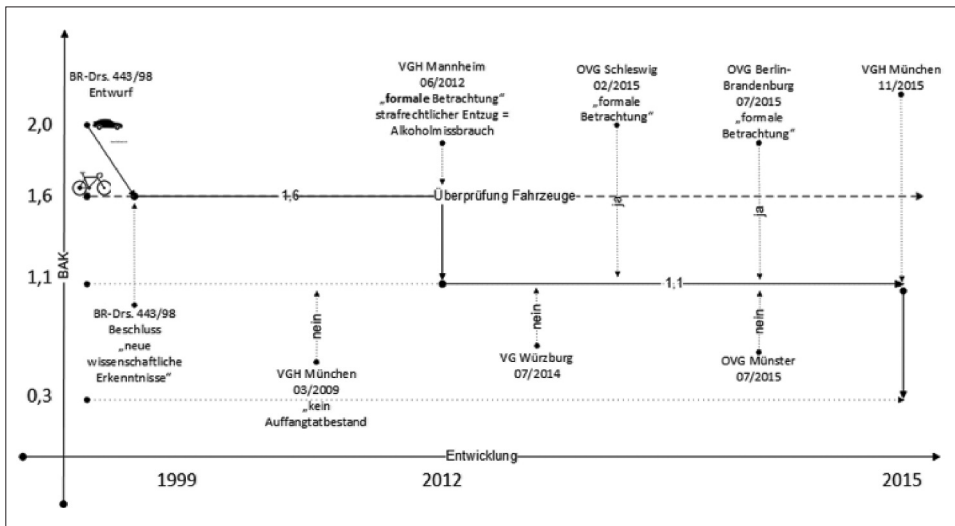 BR-Drs. 443/98
Entwurf
VGH Mannheim
06/2012
„formale Betrachtung“
strafrechtlicher Entzug =
Alkoholmissbrauch
OVG Schleswig
02/2015
„formale
Betrachtung“
OVG Berlin-
Brandenburg
07/2015
„formale
Betrachtung“
VGH München
11/2015
2,0
1,6
1,6
Überprüfung Fahrzeuge
ja
ja
BAK
1,1
1,1
BR-Drs. 443/98
Beschluss
„neue
wissenschaftliche
Erkenntnisse“
nein
VGH München
03/2009
„kein
Auffangtatbestand
nein
VG Würzburg
07/2014
nein
OVG Münster
07/2015
0,3
Entwicklung
1999
2012
2015